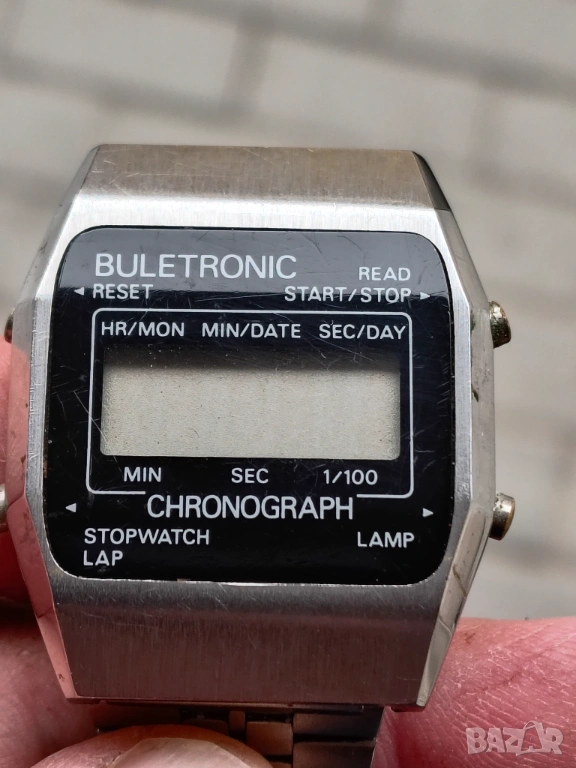 BULETRONIC
READ
RESET START/STOP
HR/MON MIN/DATE SEC/DAY
MIN SEC 1/100
CHRONOGRAPH
STOPWATCH LAMP
LAP
BAZAR